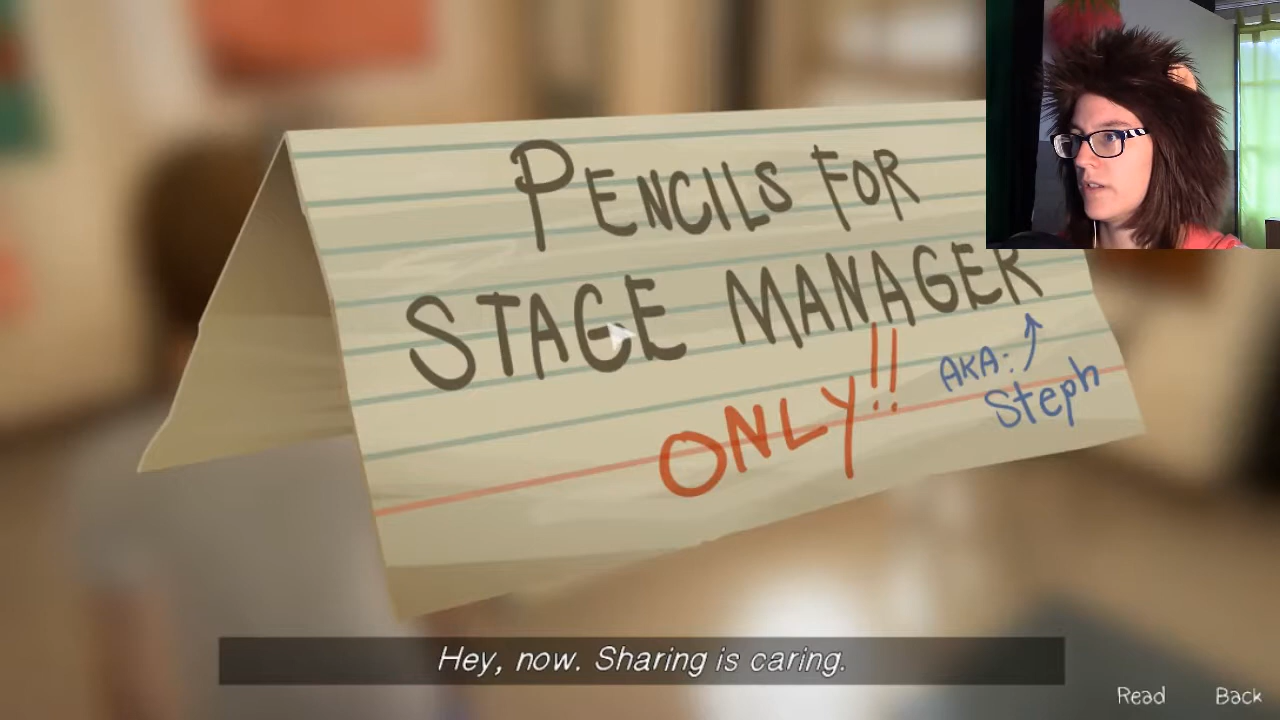 PENCILS FOR
STAGE MANAGER
ONLY!!
AKA:
Steph
Hey, now. Sharing is caring.
Read Back